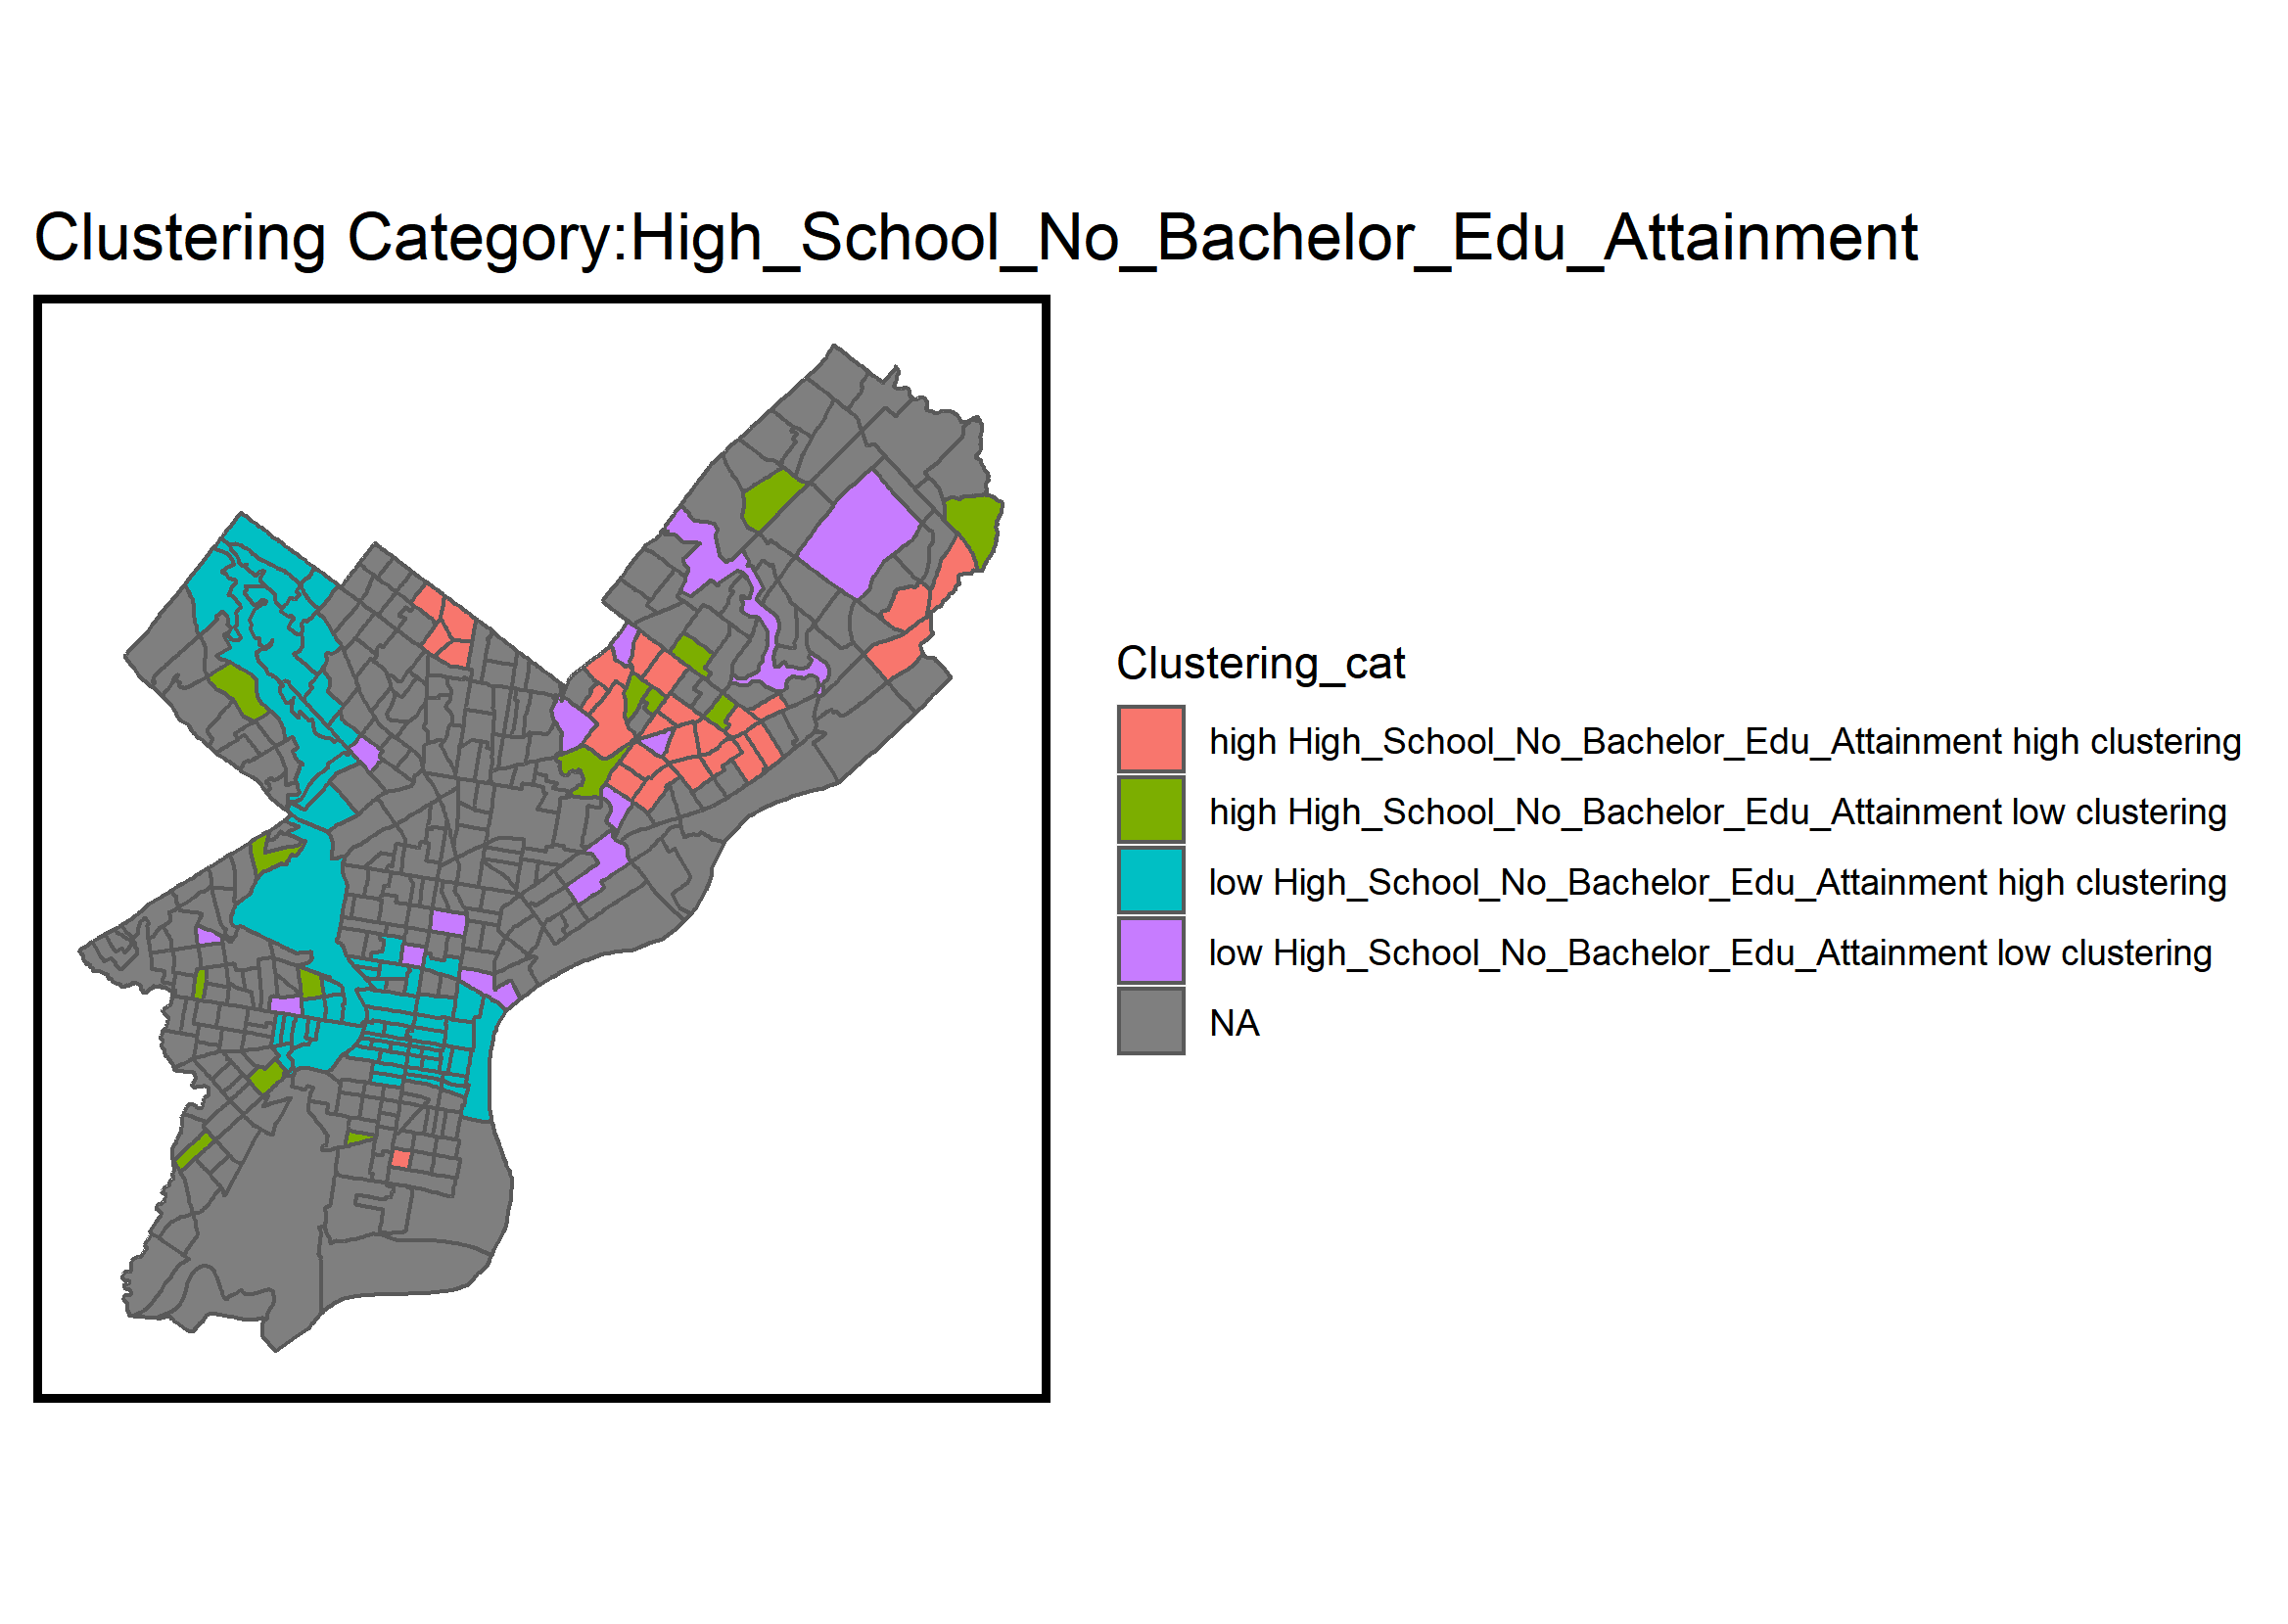 Clustering Category:High_School_No_Bachelor_Edu_Attainment
Clustering_cat
high High_School_No_Bachelor_Edu_Attainment high clustering
high High_School_No_Bachelor_Edu_Attainment low clustering
low High_School_No_Bachelor_Edu_Attainment high clustering
low High_School_No_Bachelor_Edu_Attainment low clustering
NA